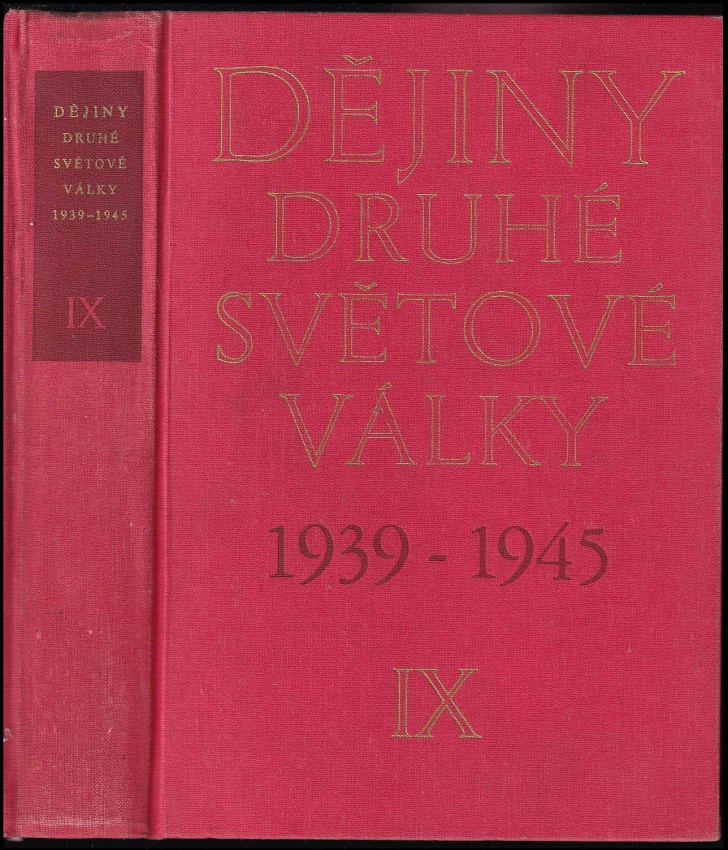 DĚJINY
DRUHÉ
SVĚTOVÉ
VÁLKY
1939–1945
IX
DĚJINY
DRUHÉ
SVĚTOVÉ
VÁLKY
1939 - 1945
IX